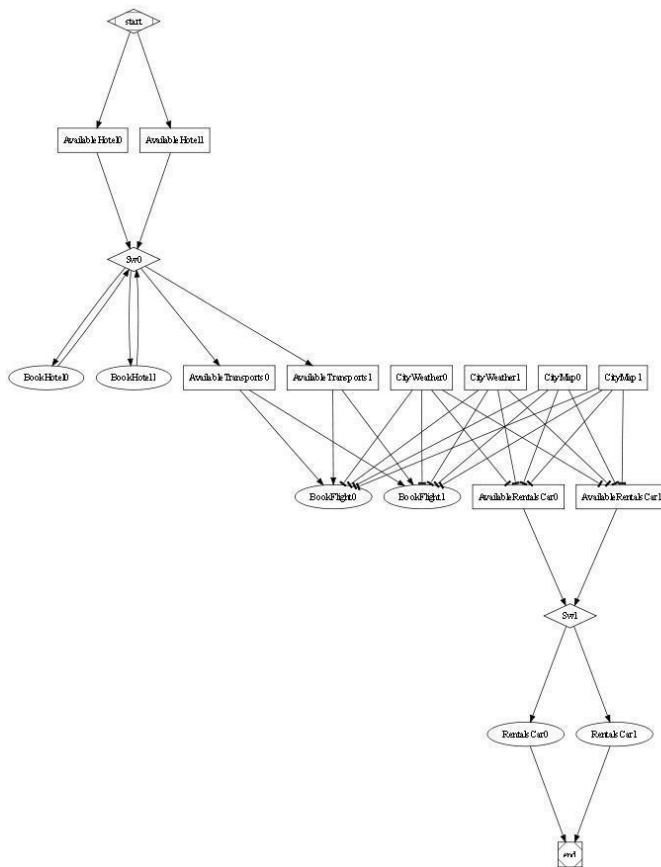 start
AvailableHotel0
AvailableHotel1
Sw0
BookHotel0
BookHotel1
AvailableTransports0
AvailableTransports1
CityWeather0
CityWeather1
CityMap0
CityMap1
BookFlight0
BookFlight1
AvailableRentalsCar0
AvailableRentalsCar1
Sw1
RentalsCar0
RentalsCar1
end